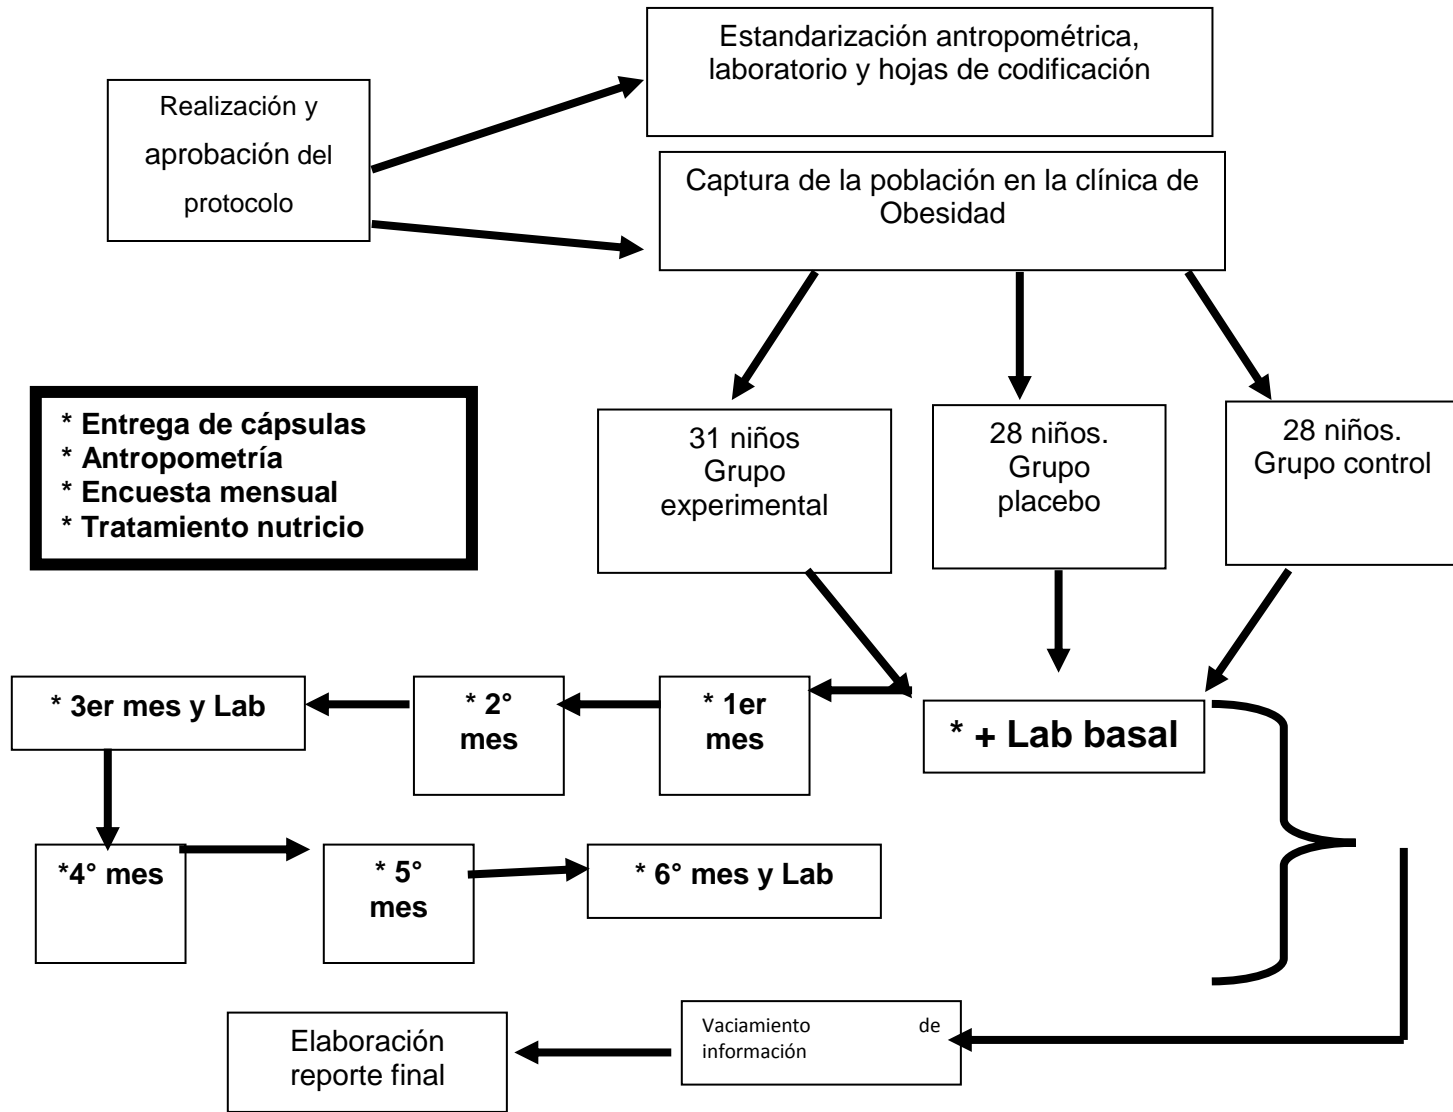 Estandarización antropométrica,
laboratorio y hojas de codificación
Realización y
aprobación del
protocolo
Captura de la población en la clínica de
Obesidad
* Entrega de cápsulas
* Antropometría
* Encuesta mensual
* Tratamiento nutricio
31 niños
Grupo
experimental
28 niños.
Grupo
placebo
28 niños.
Grupo control
* + Lab basal
* 1er
mes
* 2°
mes
* 3er mes y Lab
*4° mes
* 5°
mes
* 6° mes y Lab
Vaciamiento de
información
Elaboración
reporte final